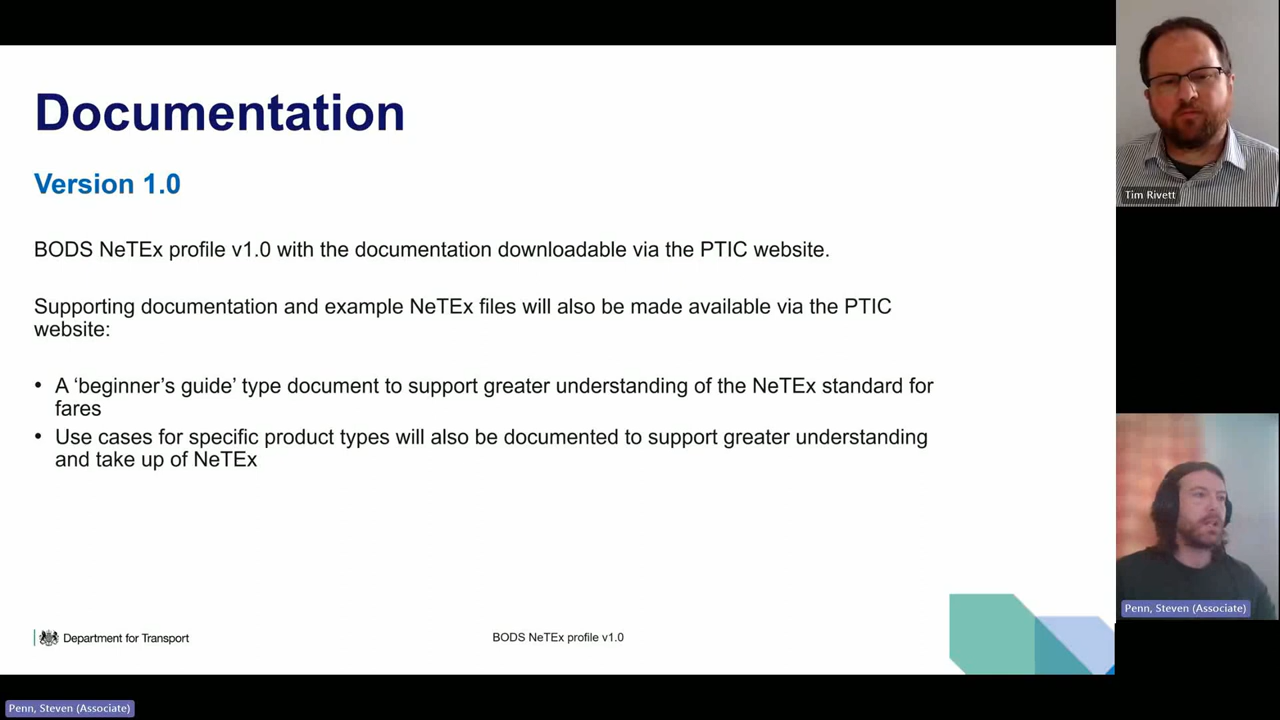 Documentation
Version 1.0
BODS NeTEx profile v1.0 with the documentation downloadable via the PTIC website.
Supporting documentation and example NeTEx files will also be made available via the PTIC
website:
• A ‘beginner’s guide’ type document to support greater understanding of the NeTEx standard for
fares
• Use cases for specific product types will also be documented to support greater understanding
and take up of NeTEx
Department for Transport
BODS NeTEx profile v1.0
Tim Rivett
Penn, Steven (Associate)
Penn, Steven (Associate)